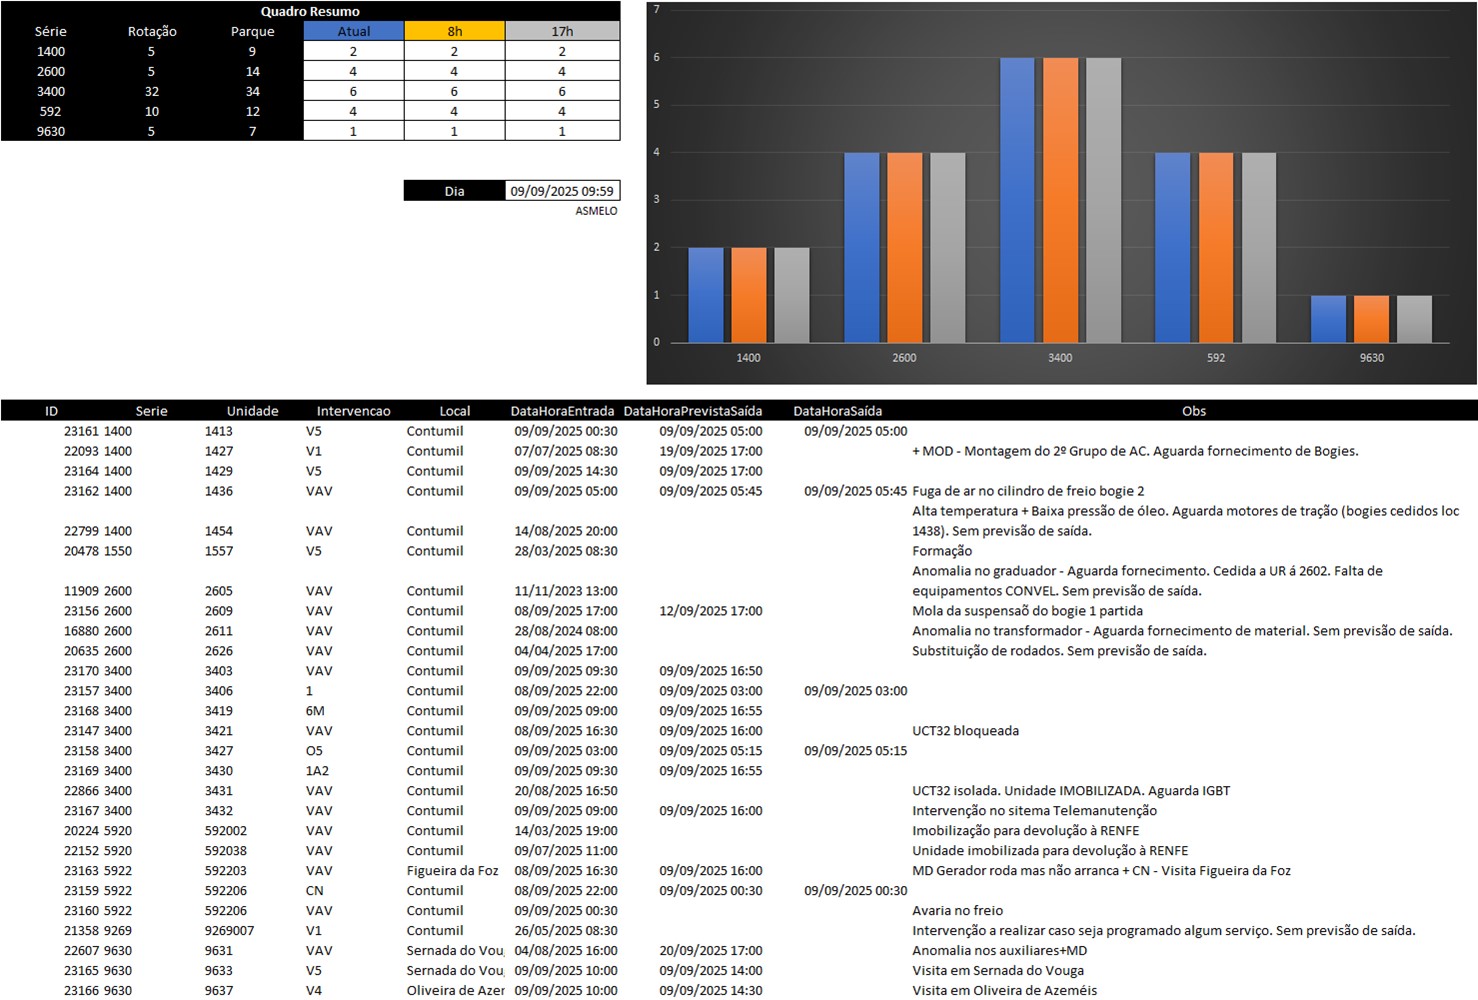 Quadro Resumo
Série Rotação Parque Atual 8h 17h
1400 5 9 2 2 2
2600 5 14 4 4 4
3400 32 34 6 6 6
592 10 12 4 4 4
9630 5 7 1 1 1
Dia 09/09/2025 09:59
ASMELO
7
6
5
4
3
2
1
0
1400 2600 3400 592 9630
ID Serie Unidade Intervencao Local DataHoraEntrada DataHoraPrevistaSaída DataHoraSaída Obs
23161 1400 1413 V5 Contumil 09/09/2025 00:30 09/09/2025 05:00 09/09/2025 05:00
22093 1400 1427 V1 Contumil 07/07/2025 08:30 19/09/2025 17:00 + MOD - Montagem do 2º Grupo de AC. Aguarda fornecimento de Bogies.
23164 1400 1429 V5 Contumil 09/09/2025 14:30 09/09/2025 17:00
23162 1400 1436 VAV Contumil 09/09/2025 05:00 09/09/2025 05:45 09/09/2025 05:45 Fuga de ar no cilindro de freio bogie 2
Alta temperatura + Baixa pressão de óleo. Aguarda motores de tração (bogies cedidos loc
22799 1400 1454 VAV Contumil 14/08/2025 20:00 1438). Sem previsão de saída.
20478 1550 1557 V5 Contumil 28/03/2025 08:30 Formação
Anomalia no graduador - Aguarda fornecimento. Cedida a UR á 2602. Falta de
11909 2600 2605 VAV Contumil 11/11/2023 13:00 equipamentos CONVEL. Sem previsão de saída.
23156 2600 2609 VAV Contumil 08/09/2025 17:00 12/09/2025 17:00 Mola da suspensaõ do bogie 1 partida
16880 2600 2611 VAV Contumil 28/08/2024 08:00 Anomalia no transformador - Aguarda fornecimento de material. Sem previsão de saída.
20635 2600 2626 VAV Contumil 04/04/2025 17:00 Substituição de rodados. Sem previsão de saída.
23170 3400 3403 VAV Contumil 09/09/2025 09:30 09/09/2025 16:50
23157 3400 3406 1 Contumil 08/09/2025 22:00 09/09/2025 03:00 09/09/2025 03:00
23168 3400 3419 6M Contumil 09/09/2025 09:00 09/09/2025 16:55
23147 3400 3421 VAV Contumil 08/09/2025 16:30 09/09/2025 16:00 UCT32 bloqueada
23158 3400 3427 O5 Contumil 09/09/2025 03:00 09/09/2025 05:15 09/09/2025 05:15
23169 3400 3430 1A2 Contumil 09/09/2025 09:30 09/09/2025 16:55
22866 3400 3431 VAV Contumil 20/08/2025 16:50 UCT32 isolada. Unidade IMOBILIZADA. Aguarda IGBT
23167 3400 3432 VAV Contumil 09/09/2025 09:00 09/09/2025 16:00 Intervenção no sitema Telemanutenção
20224 5920 592002 VAV Contumil 14/03/2025 19:00 Imobilização para devolução à RENFE
22152 5920 592038 VAV Contumil 09/07/2025 11:00 Unidade imobilizada para devolução à RENFE
23163 5922 592203 VAV Figueira da Foz 08/09/2025 16:30 09/09/2025 16:00 MD Gerador roda mas não arranca + CN - Visita Figueira da Foz
23159 5922 592206 CN Contumil 08/09/2025 22:00 09/09/2025 00:30 09/09/2025 00:30
23160 5922 592206 VAV Contumil 09/09/2025 00:30 Avaria no freio
21358 9269 9269007 V1 Contumil 26/05/2025 08:30 Intervenção a realizar caso seja programado algum serviço. Sem previsão de saída.
22607 9630 9631 VAV Sernada do Vou 04/08/2025 16:00 20/09/2025 17:00 Anomalia nos auxiliares+MD
23165 9630 9633 V5 Sernada do Vou 09/09/2025 10:00 09/09/2025 14:00 Visita em Sernada do Vouga
23166 9630 9637 V4 Oliveira de Azer 09/09/2025 10:00 09/09/2025 14:30 Visita em Oliveira de Azeméis